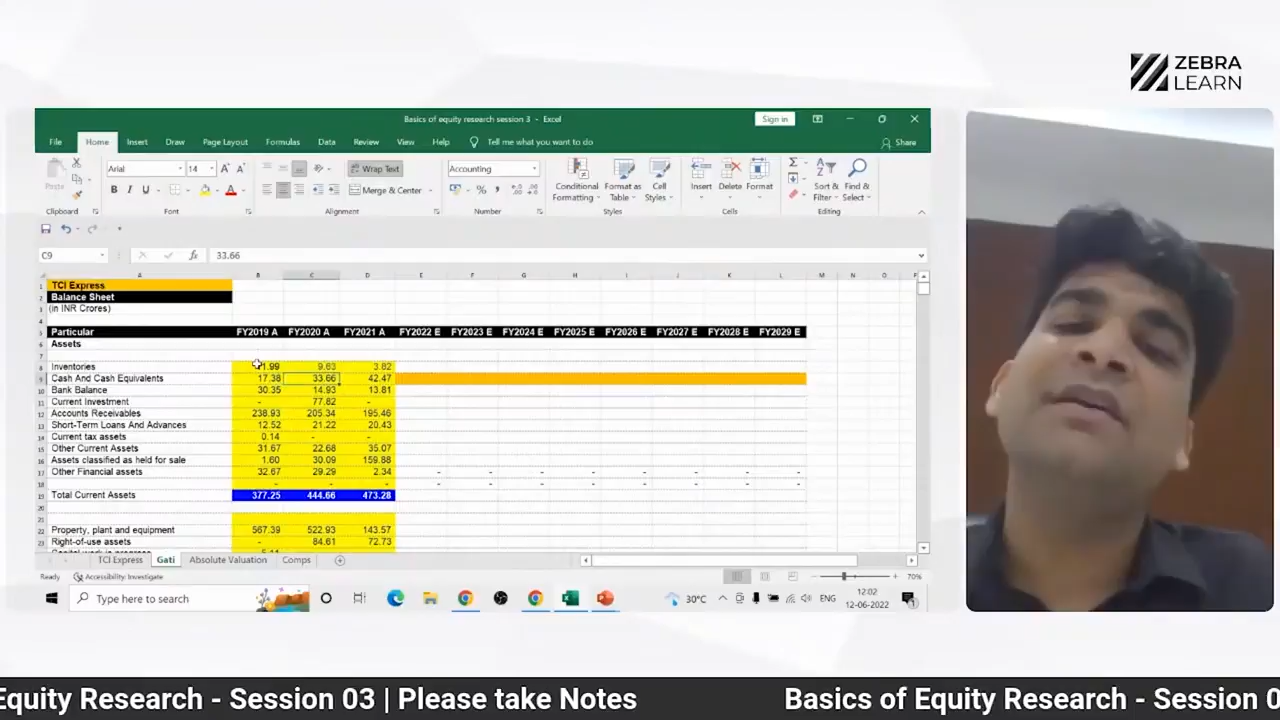 ZEBRA
LEARN
Basics of equity research session 3 - Excel
Sign in
File Home Insert Draw Page Layout Formulas Data Review View Help Tell me what you want to do
Share
Paste
Arial 14
Wrap Text
Accounting
B I U
Merge & Center
Conditional Formatting
Format as Table
Cell Styles
Insert Delete Format
Sort & Filter
Find & Select
Clipboard Font Alignment Number Styles Cells Editing
C9 fx 33.66
A B C D E F G H I J K L M N O P
1 TCI Express
2 Balance Sheet
3 (in INR Crores)
Particular FY2019 A FY2020 A FY2021 A FY2022 E FY2023 E FY2024 E FY2025 E FY2026 E FY2027 E FY2028 E FY2029 E
Assets
Inventories 9.63 3.82
Cash And Cash Equivalents 17.38 33.66 42.47
Bank Balance 30.35 14.93 13.81
Current Investment - 77.82 -
Accounts Receivables 238.93 205.34 195.46
Short-Term Loans And Advances 12.52 21.22 20.43
Current tax assets 0.14 - -
Other Current Assets 31.67 22.68 35.07
Assets classified as held for sale 1.60 30.09 159.88
Other Financial assets 32.67 29.29 2.34 - - - - - - - -
- - - - - - - - - - -
Total Current Assets 377.25 444.66 473.28
Property, plant and equipment 567.39 522.93 143.57
Right-of-use assets - 84.61 72.73
TCI Express Gati Absolute Valuation Comps
Ready Accessibility: Investigate
70%
Type here to search
30°C
ENG
12:02
12-06-2022
Equity Research - Session 03 | Please take Notes
Basics of Equity Research - Session 0